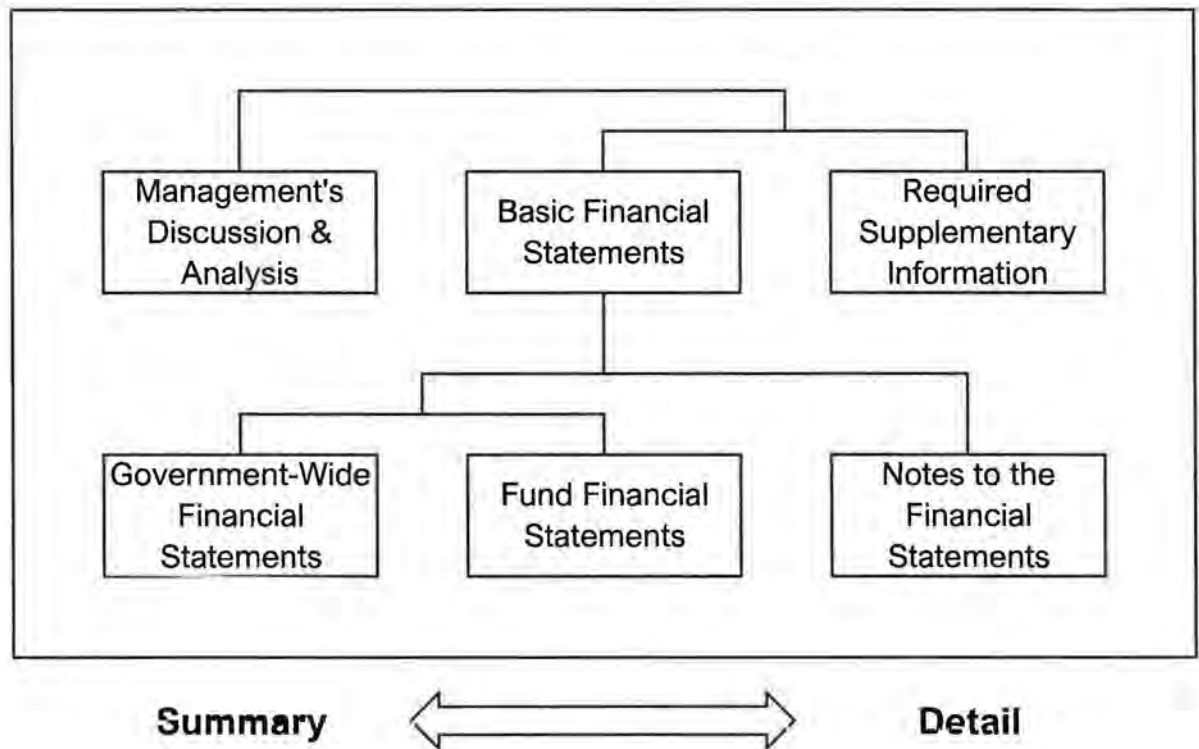 Management's
Discussion &
Analysis
Basic Financial
Statements
Required
Supplementary
Information
Government-Wide
Financial
Statements
Fund Financial
Statements
Notes to the
Financial
Statements
Summary
Detail